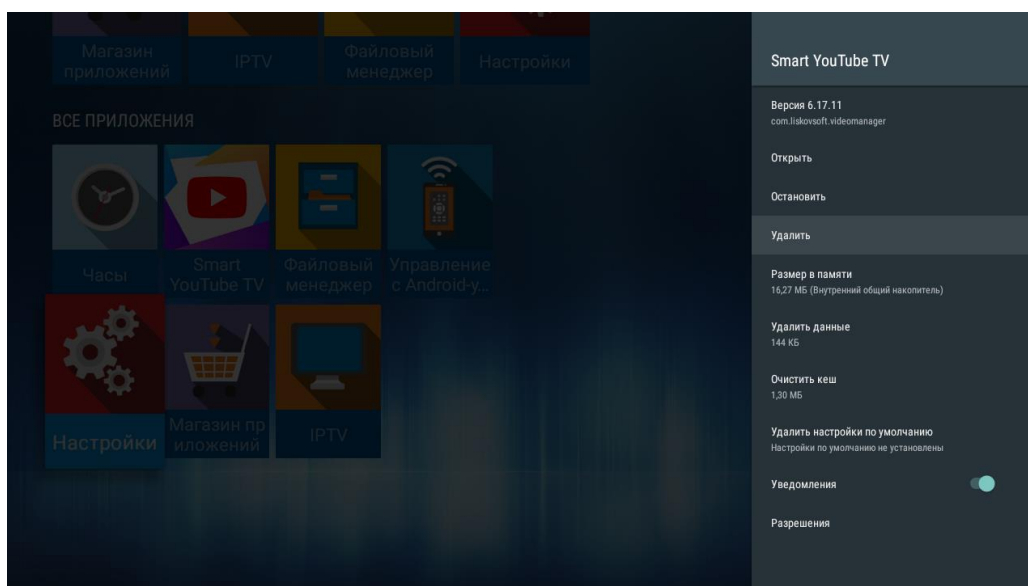 Магазин
приложений
IPTV
Файловый
менеджер
Настройки
ВСЕ ПРИЛОЖЕНИЯ
Часы
Smart
YouTube TV
Файловый
менеджер
Управление
с Android-у...
Настройки
Магазин пр
иложений
IPTV
Smart YouTube TV
Версия 6.17.11
com.liskovsoft.videomanager
Открыть
Остановить
Удалить
Размер в памяти
16,27 МБ (Внутренний общий накопитель)
Удалить данные
144 КБ
Очистить кеш
1,30 МБ
Удалить настройки по умолчанию
Настройки по умолчанию не установлены
Уведомления
Разрешения